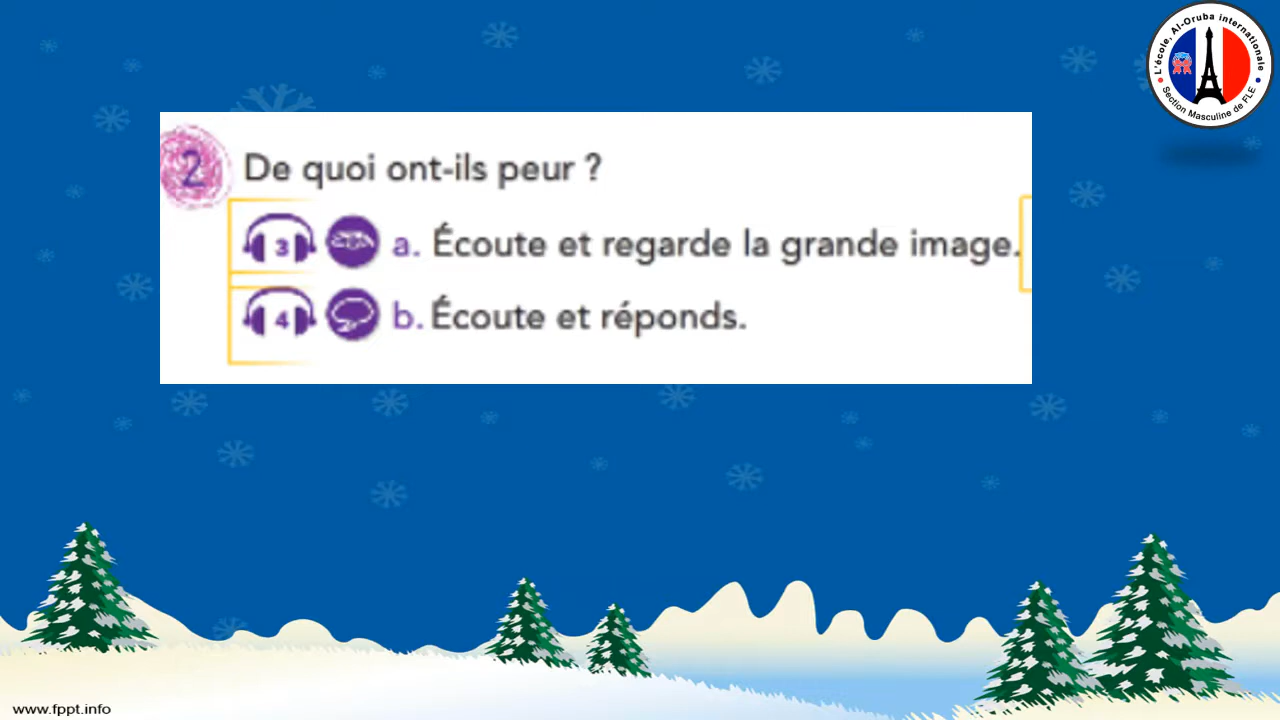 L'école, Al-Oruba internationale
Section Masculine de FLE
2 De quoi ont-ils peur ?
3 a. Écoute et regarde la grande image.
4 b. Écoute et réponds.
www.fppt.info